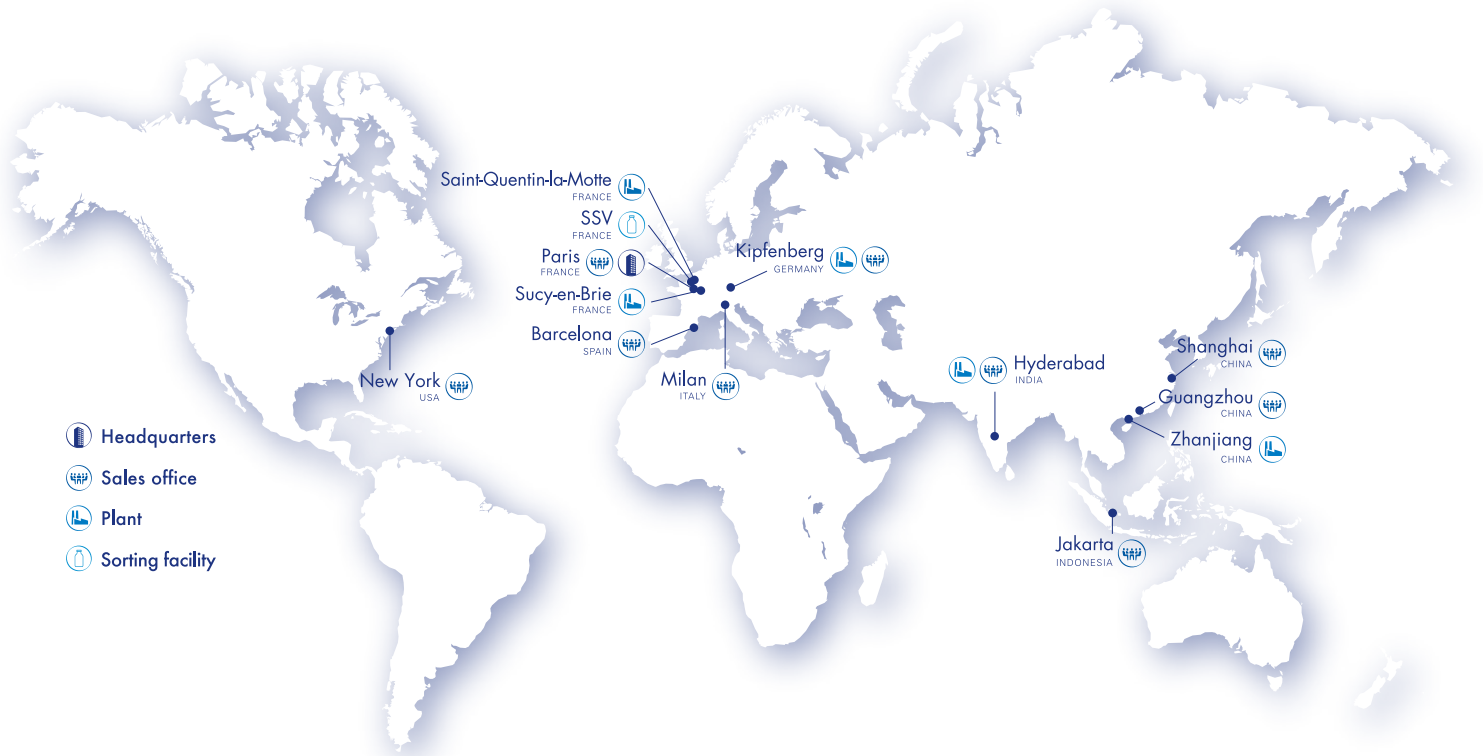 Saint-Quentin-la-Motte
FRANCE
SSV
FRANCE
Paris
FRANCE
Sucy-en-Brie
FRANCE
Barcelona
SPAIN
Kipfenberg
GERMANY
Milan
ITALY
New York
USA
Hyderabad
INDIA
Shanghai
CHINA
Guangzhou
CHINA
Zhanjiang
CHINA
Jakarta
INDONESIA
Headquarters
Sales office
Plant
Sorting facility